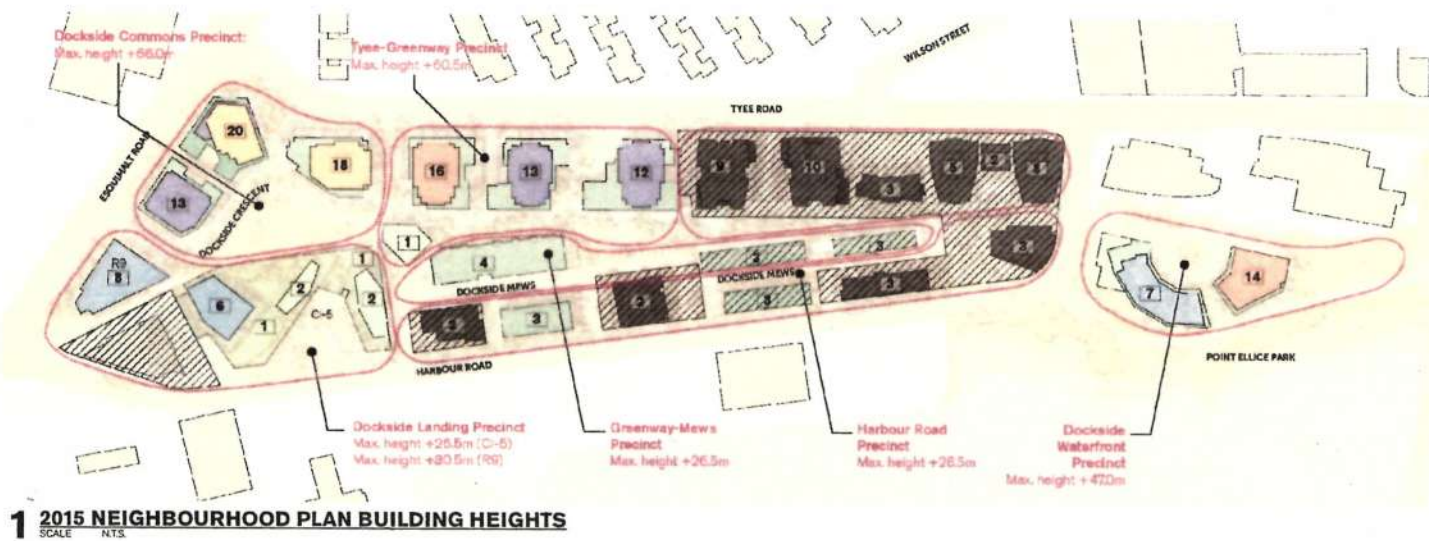 Dockside Commons Precinct:
Max. height +66.0m
Tyee-Greenway Precinct
Max. height +60.5m
WILSON STREET
TYEE ROAD
ESQUIMALT ROAD
DOCKSIDE CRESCENT
20
18
13
16
13
12
9
10
3
R9
8
6
1
2
C-5
1
2
1
4
DOCKSIDE MEWS
3
DOCKSIDE MEWS
3
3
3
3
3
HARBOUR ROAD
7
14
POINT ELLICE PARK
Dockside Landing Precinct
Max. height +26.5m (C-5)
Max. height +30.5m (R9)
Greenway-Mews
Precinct
Max. height +26.5m
Harbour Road
Precinct
Max. height +26.5m
Dockside
Waterfront
Precinct
Max. height +47.0m
1 2015 NEIGHBOURHOOD PLAN BUILDING HEIGHTS
SCALE N.T.S.